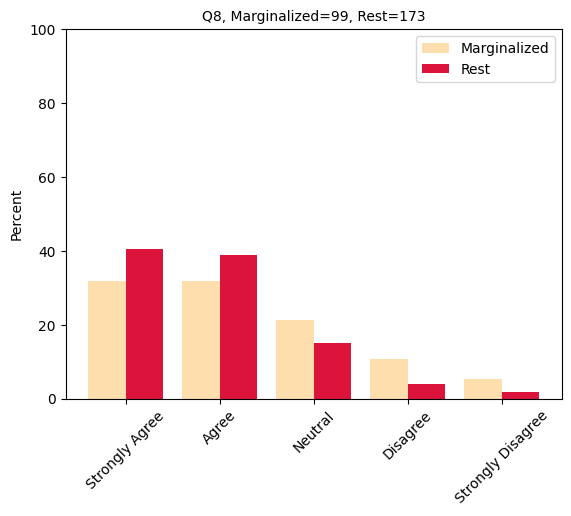 Q8, Marginalized=99, Rest=173
100
80
60
40
20
0
Percent
Marginalized
Rest
Strongly Agree
Agree
Neutral
Disagree
Strongly Disagree